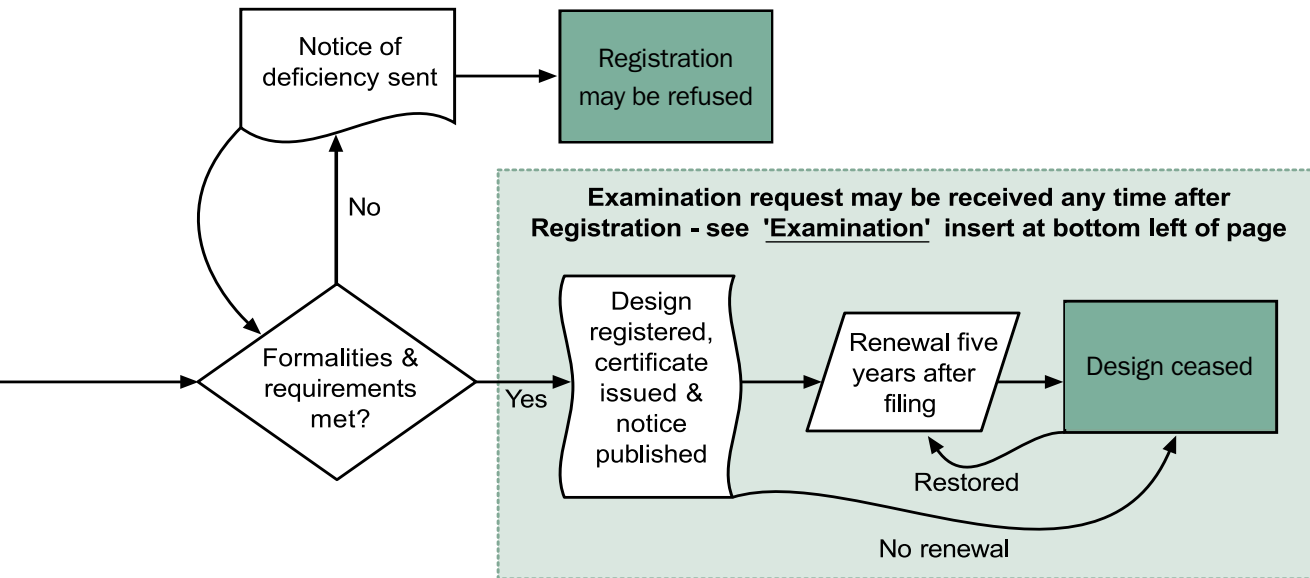 Notice of
deficiency sent
Registration
may be refused
No
Examination request may be received any time after
Registration - see 'Examination' insert at bottom left of page
Formalities &
requirements
met?
Yes
Design
registered,
certificate
issued &
notice
published
Renewal five
years after
filing
Design ceased
Restored
No renewal